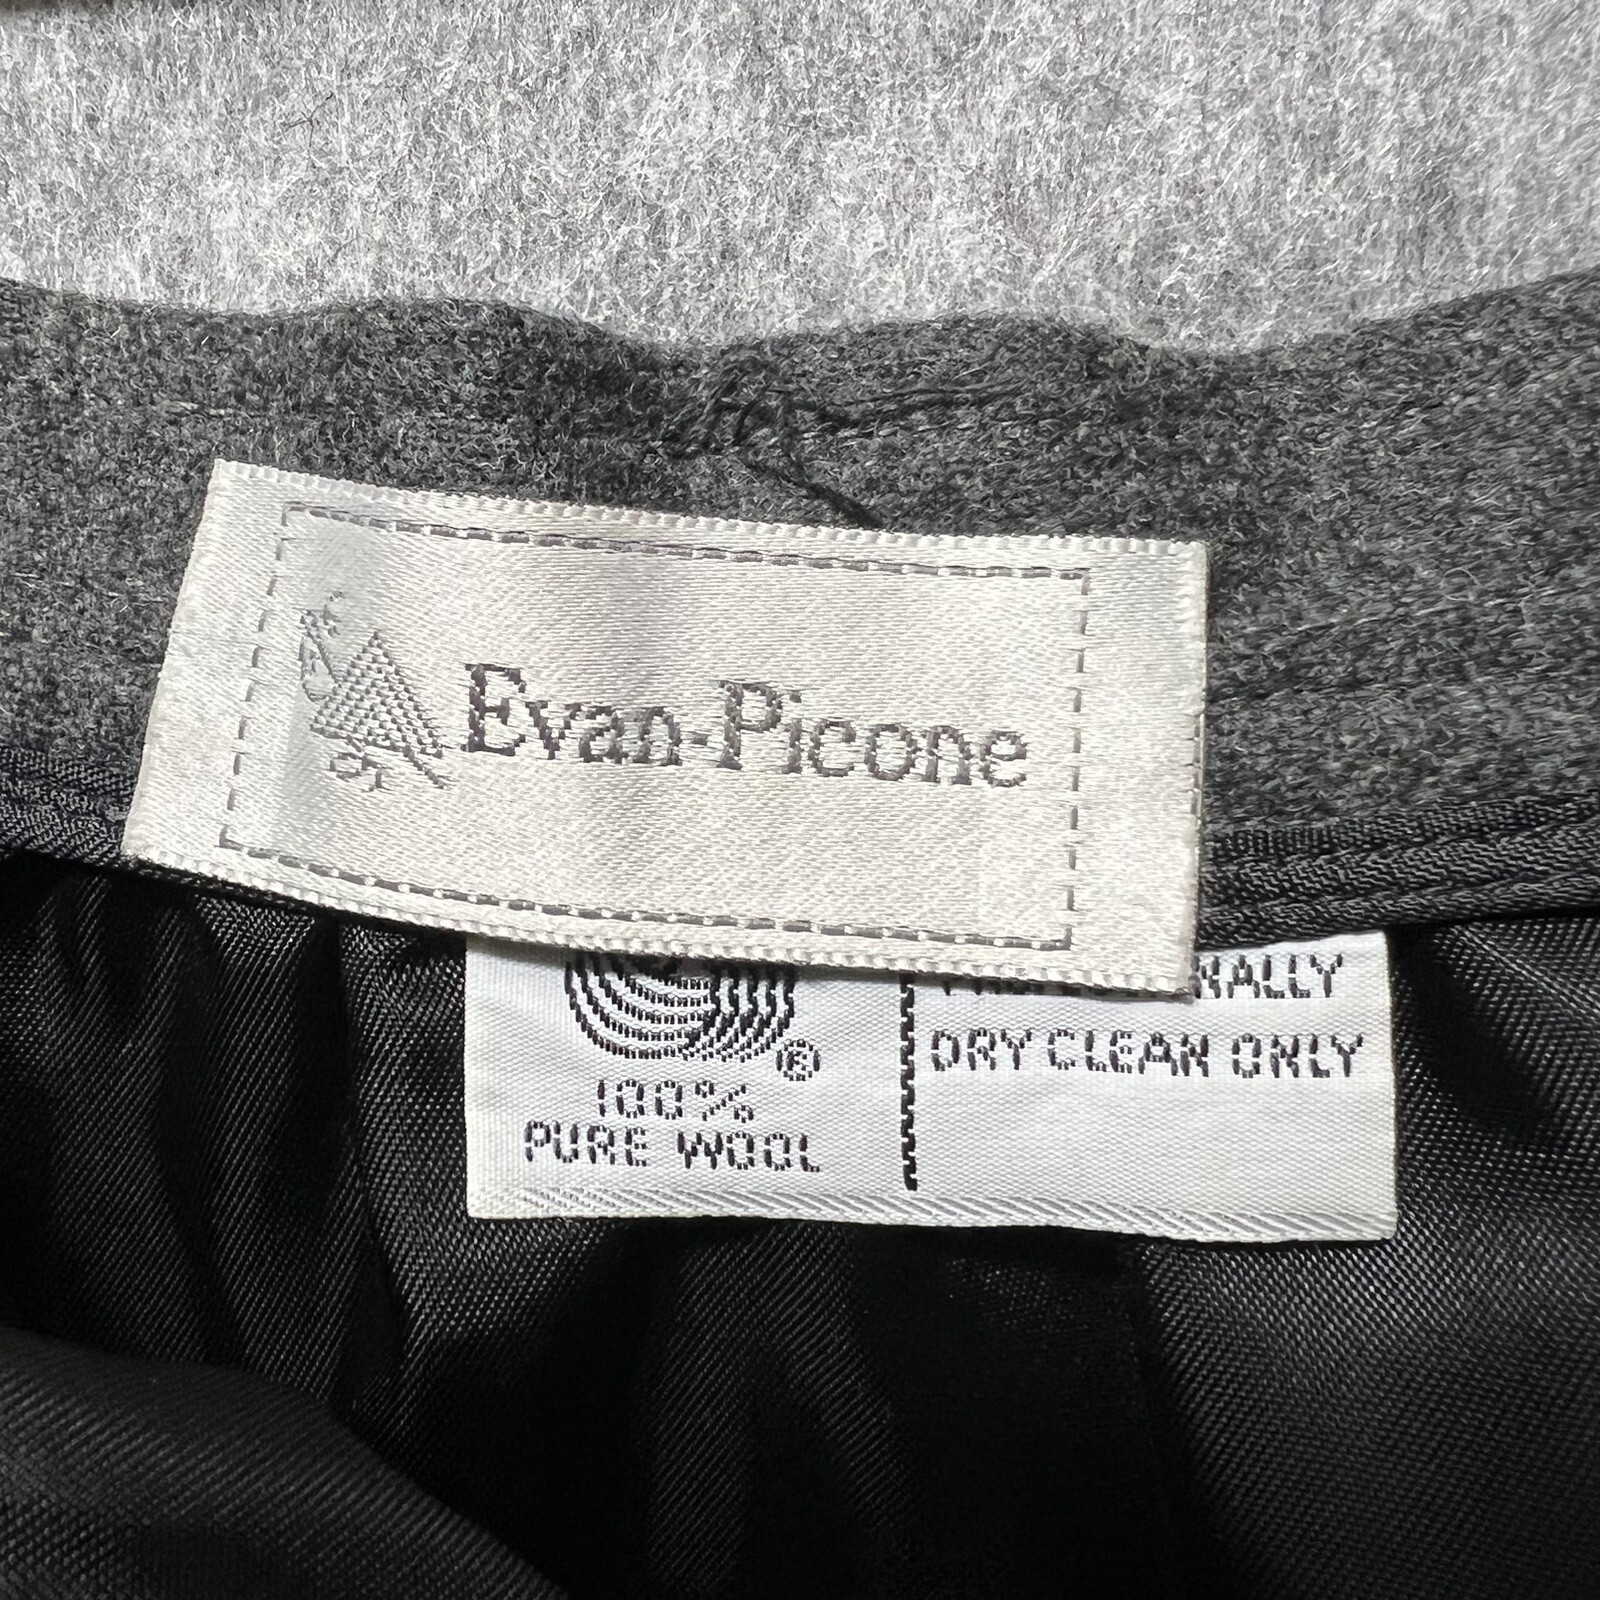 Evan-Picone
DRY CLEAN ONLY
®
100%
PURE WOOL